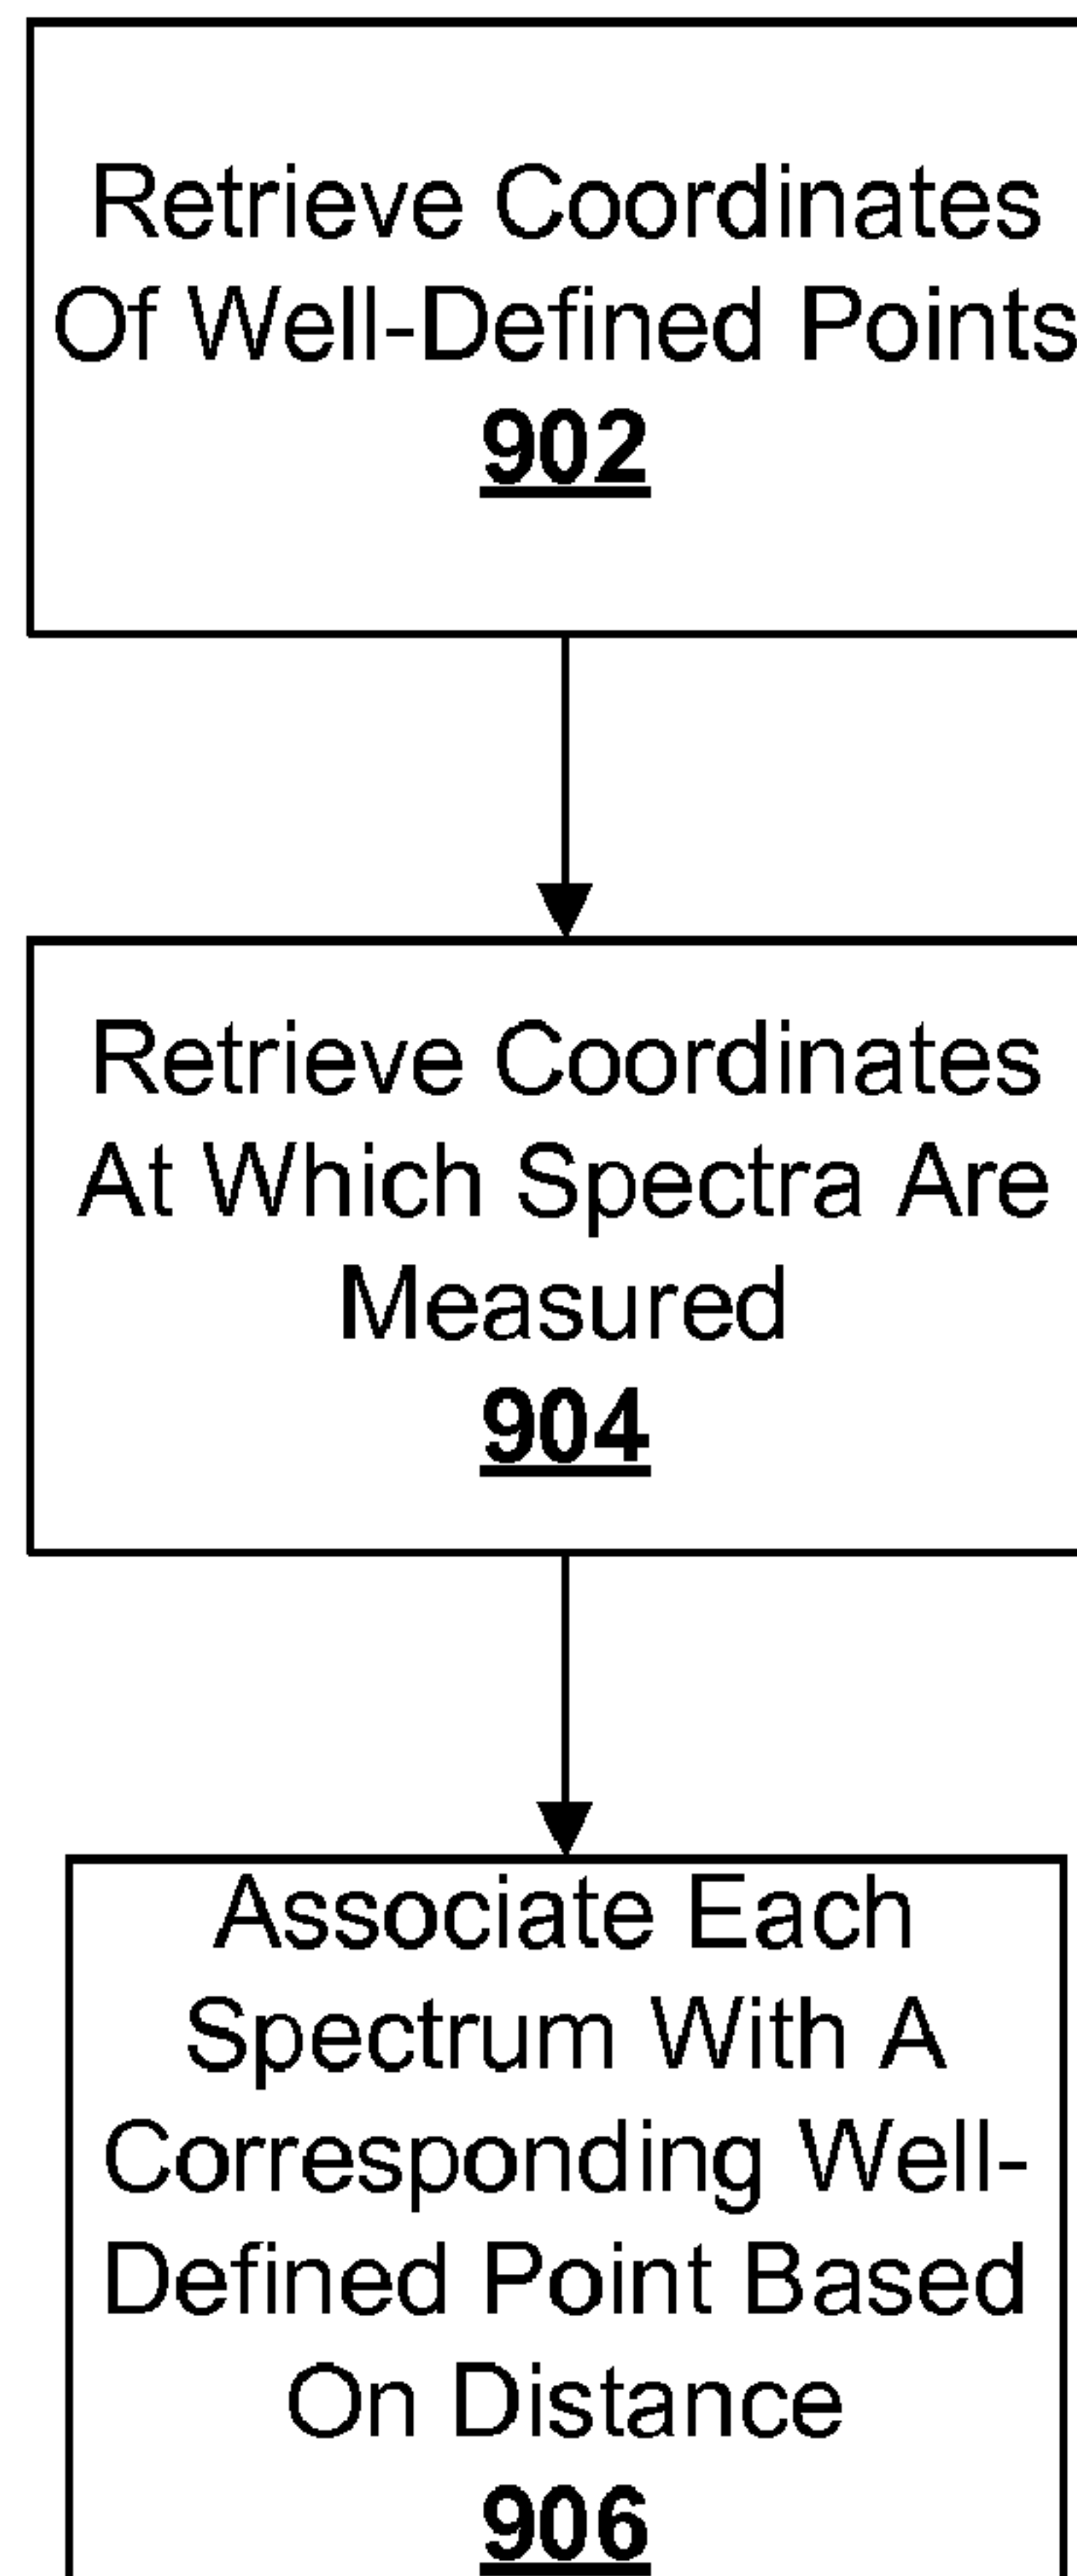 Retrieve Coordinates
Of Well-Defined Points
902
Retrieve Coordinates
At Which Spectra Are
Measured
904
Associate Each
Spectrum With A
Corresponding Well-
Defined Point Based
On Distance
906